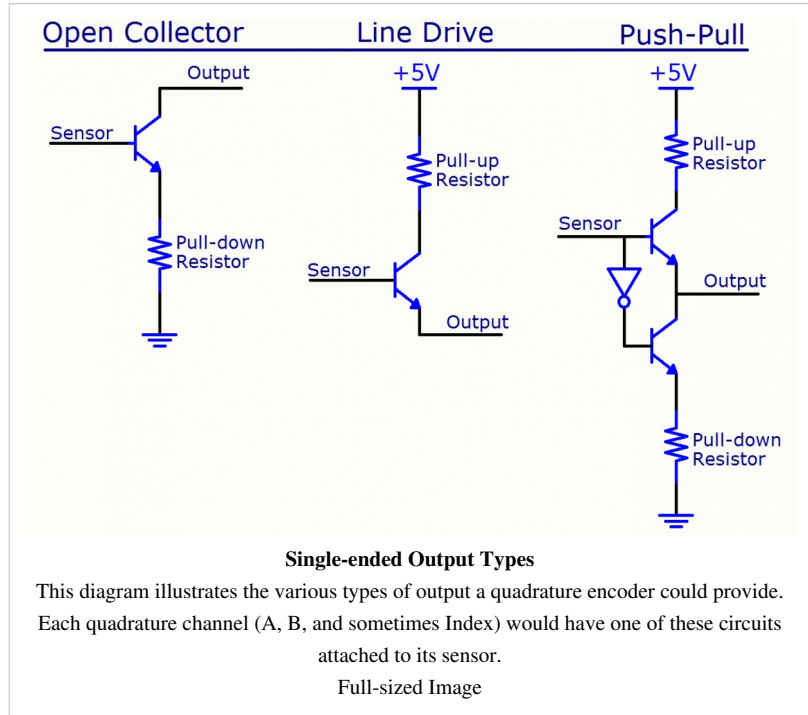 Open Collector
Line Drive
Push-Pull
Output
Sensor
Pull-down
Resistor
+5V
Pull-up
Resistor
Sensor
Output
+5V
Pull-up
Resistor
Sensor
Output
Pull-down
Resistor
Single-ended Output Types
This diagram illustrates the various types of output a quadrature encoder could provide.
Each quadrature channel (A, B, and sometimes Index) would have one of these circuits
attached to its sensor.
Full-sized Image